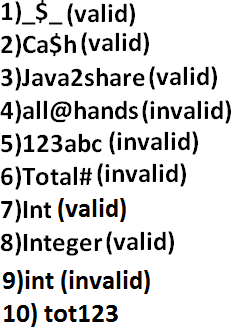 1)_$_ (valid)
2)Ca$h (valid)
3)Java2share (valid)
4)all@hands (invalid)
5)123abc (invalid)
6)Total# (invalid)
7)Int (valid)
8)Integer (valid)
9)int (invalid)
10) tot123